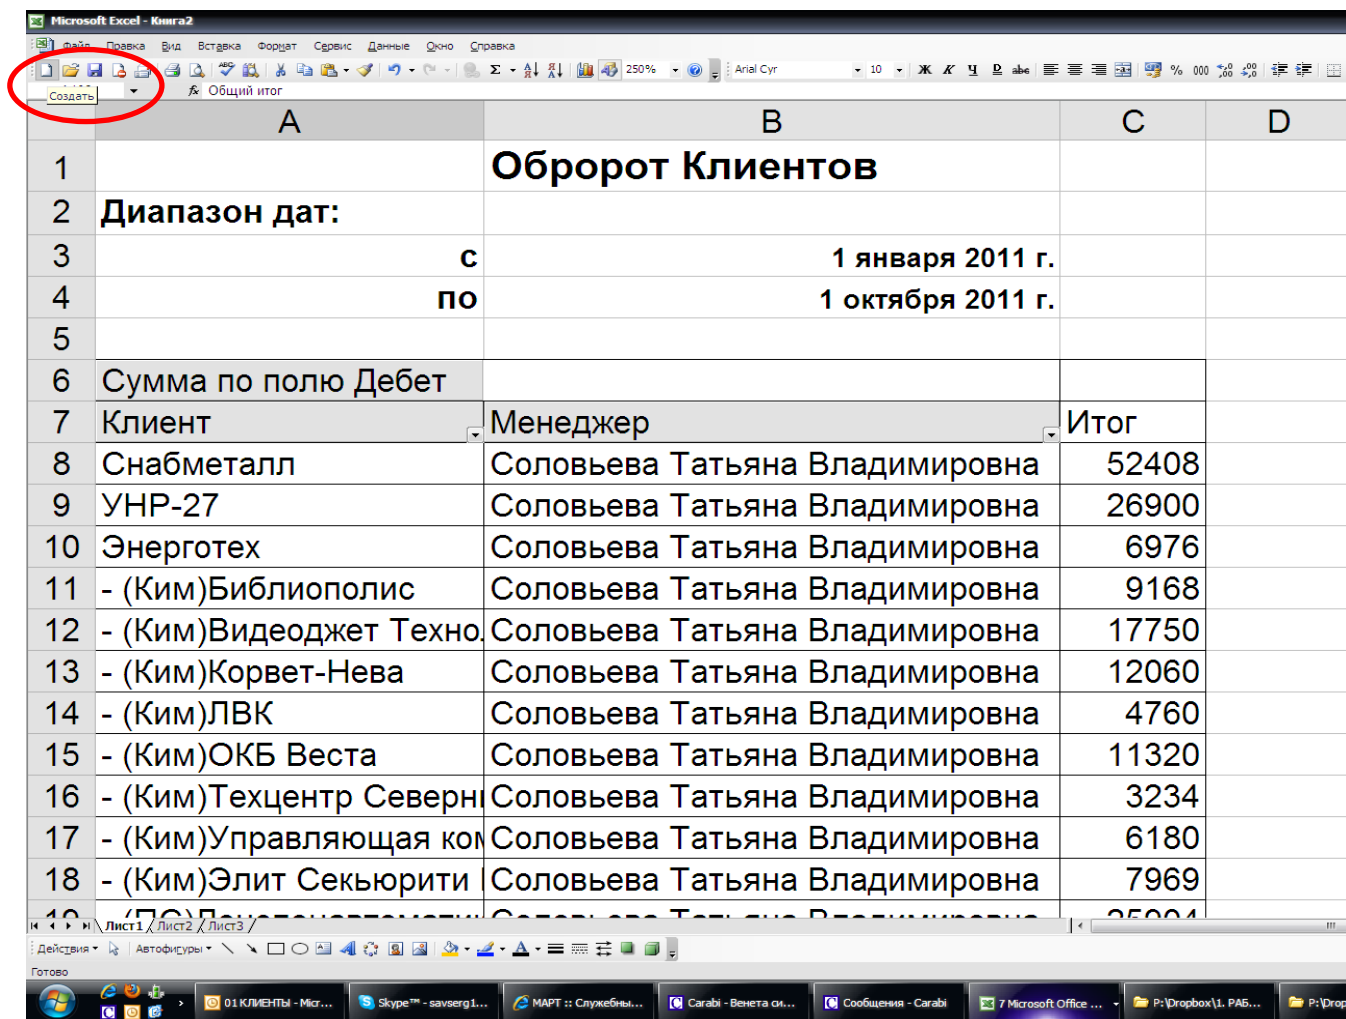 Microsoft Excel - Книга2
Файл Правка Вид Вставка Формат Сервис Данные Окно Справка
250% Arial Cyr 10 Ж К Ч D abc % 000
Создать fx Общий итог
A B C D
1 Обророт Клиентов
2 Диапазон дат:
3 с 1 января 2011 г.
4 по 1 октября 2011 г.
5
6 Сумма по полю Дебет
7 Клиент Менеджер Итог
8 Снабметалл Соловьева Татьяна Владимировна 52408
9 УНР-27 Соловьева Татьяна Владимировна 26900
10 Энерготех Соловьева Татьяна Владимировна 6976
11 - (Ким)Библиополис Соловьева Татьяна Владимировна 9168
12 - (Ким)Видеоджет Техно Соловьева Татьяна Владимировна 17750
13 - (Ким)Корвет-Нева Соловьева Татьяна Владимировна 12060
14 - (Ким)ЛВК Соловьева Татьяна Владимировна 4760
15 - (Ким)ОКБ Веста Соловьева Татьяна Владимировна 11320
16 - (Ким)Техцентр Северн Соловьева Татьяна Владимировна 3234
17 - (Ким)Управляющая ком Соловьева Татьяна Владимировна 6180
18 - (Ким)Элит Секьюрити Соловьева Татьяна Владимировна 7969
Лист1 Лист2 Лист3
Действия Автофигуры
Готово
01 КЛИЕНТЫ - Micr... Skype™ - savserg1... МАРТ :: Служебны... Carabi - Венета си... Сообщения - Carabi 7 Microsoft Office ... P:\Dropbox\1. РАБ... P:\Drop